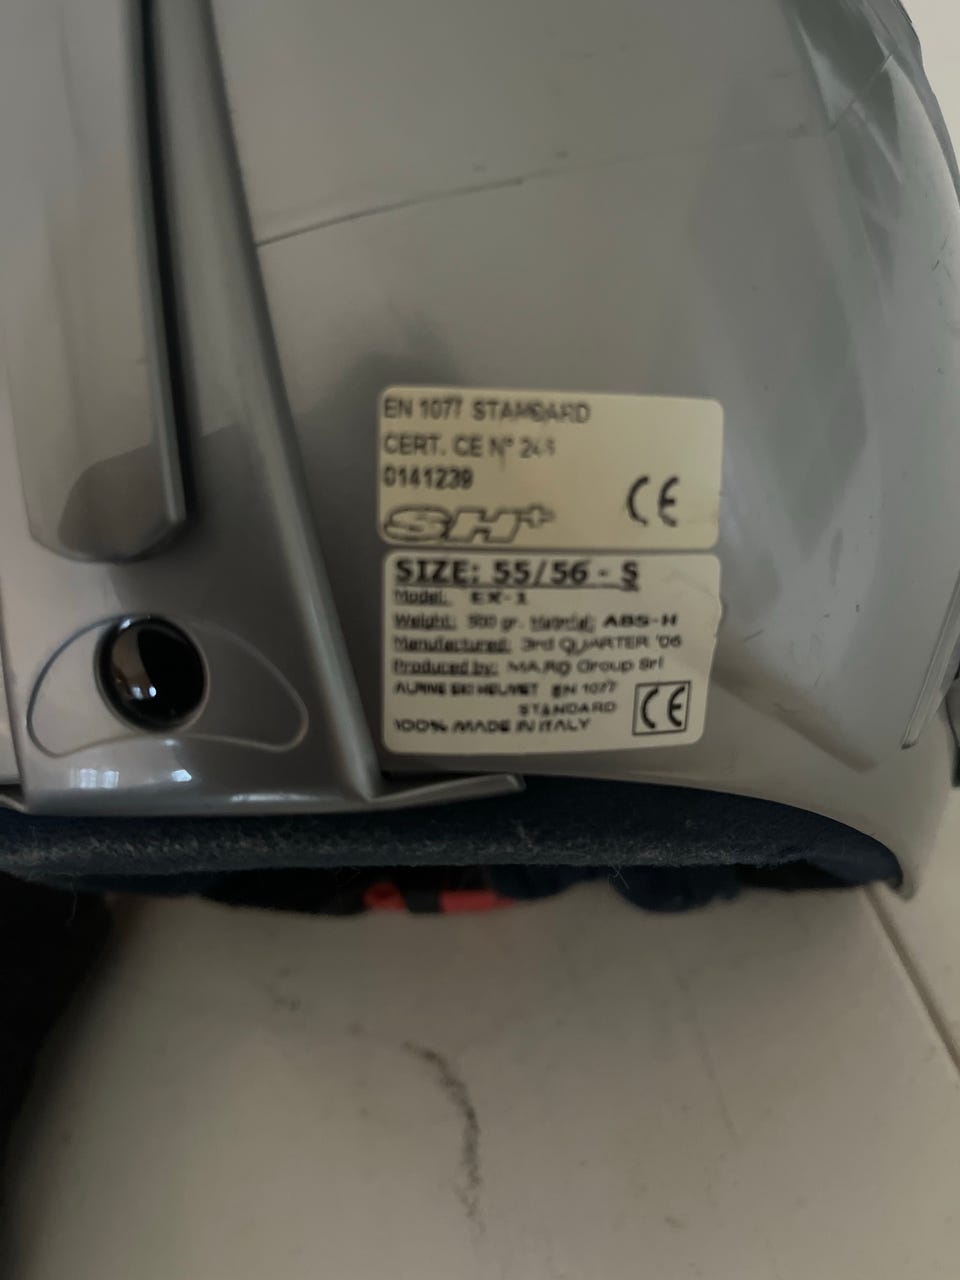 EN 1077 STANDARD
CERT. CE N°
0141239
SH+
CE
SIZE: 55/56 - S
Model: EX-1
Weight: 500 gr. Material: ABS-H
Manufactured: 3rd QUARTER '06
Produced by: Group Srl
ALPINE SKI HELMET EN 1077
STANDARD
100% MADE IN ITALY
CE